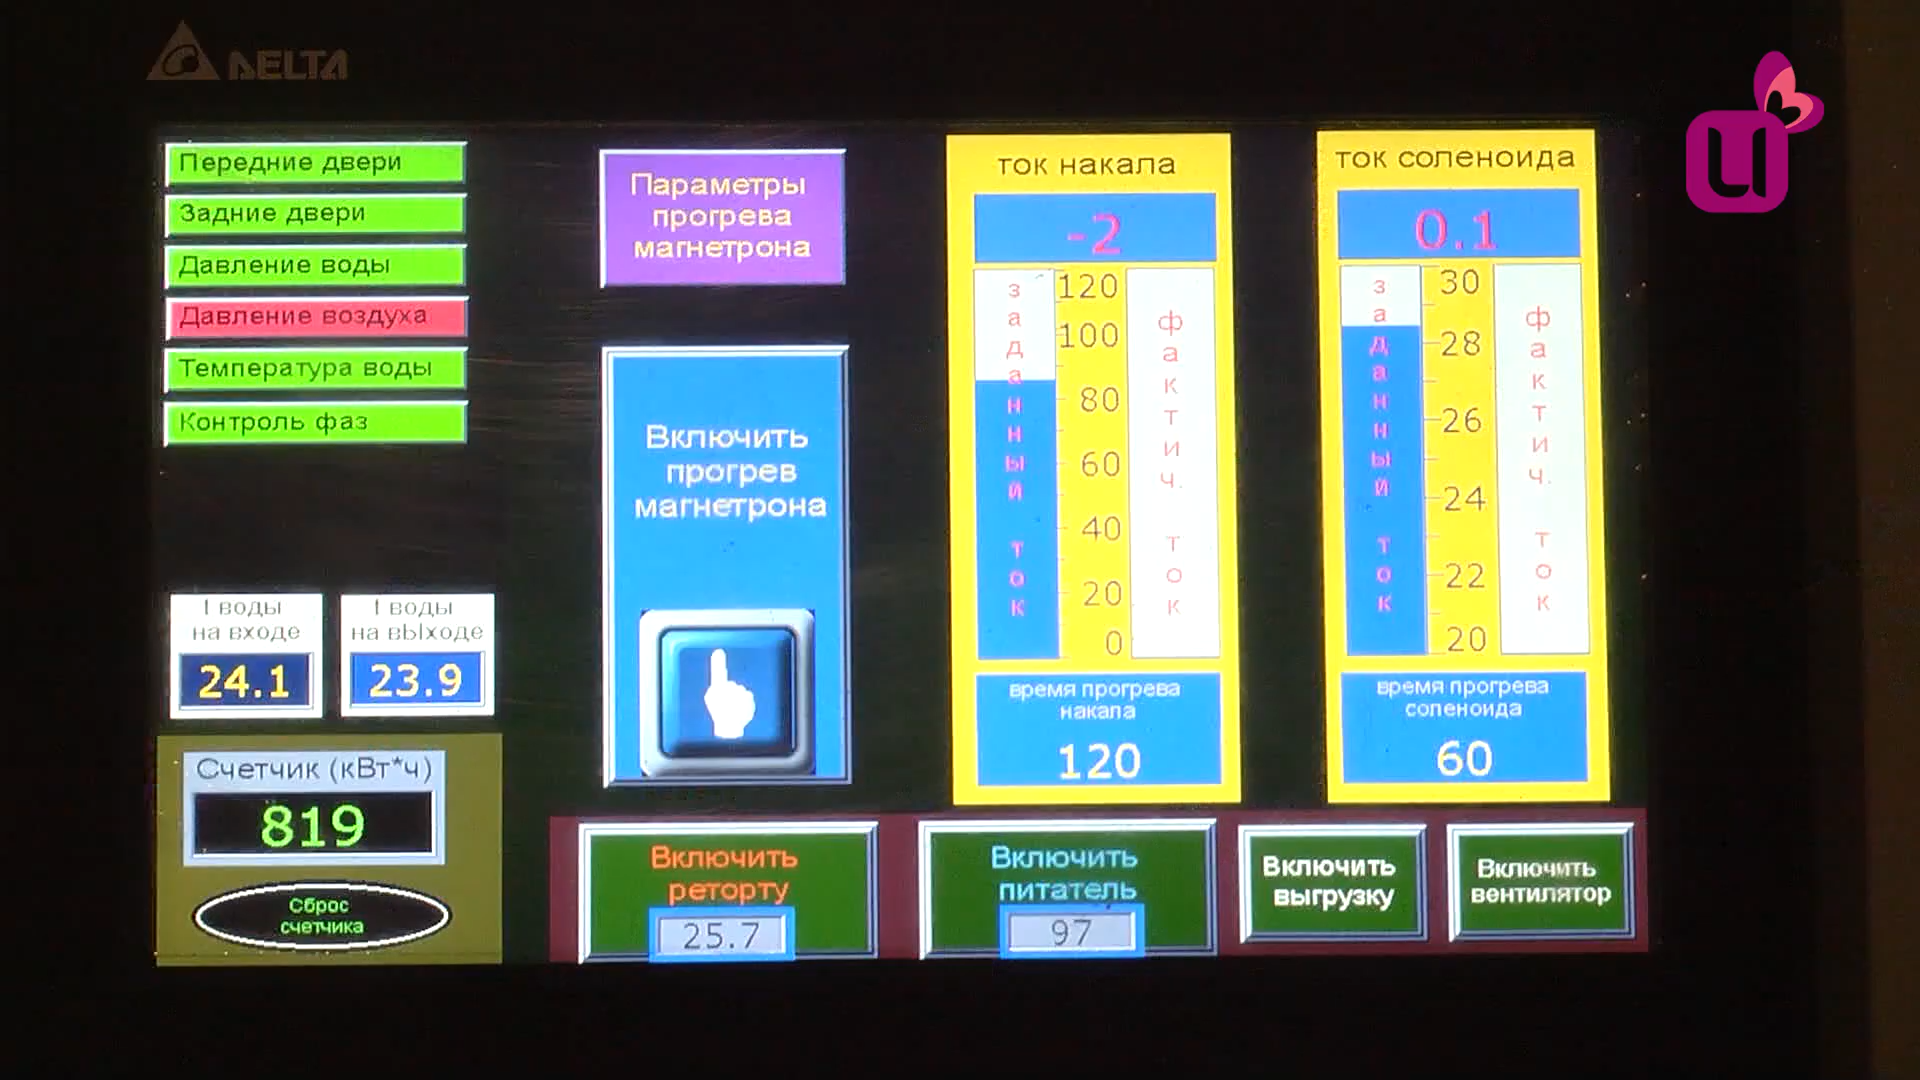 DELTA
Передние двери
Задние двери
Давление воды
Давление воздуха
Температура воды
Контроль фаз
t воды
на входе
24.1
t воды
на вЫходе
23.9
Счетчик (кВт*ч)
819
Сброс
счетчика
Параметры
прогрева
магнетрона
Включить
прогрев
магнетрона
ток накала
-2
заданный ток
120
100
80
60
40
20
0
фактич. ток
время прогрева
накала
120
ток соленоида
0.1
заданный ток
30
28
26
24
22
20
фактич. ток
время прогрева
соленоида
60
Включить
реторту
25.7
Включить
питатель
97
Включить
выгрузку
Включить
вентилятор